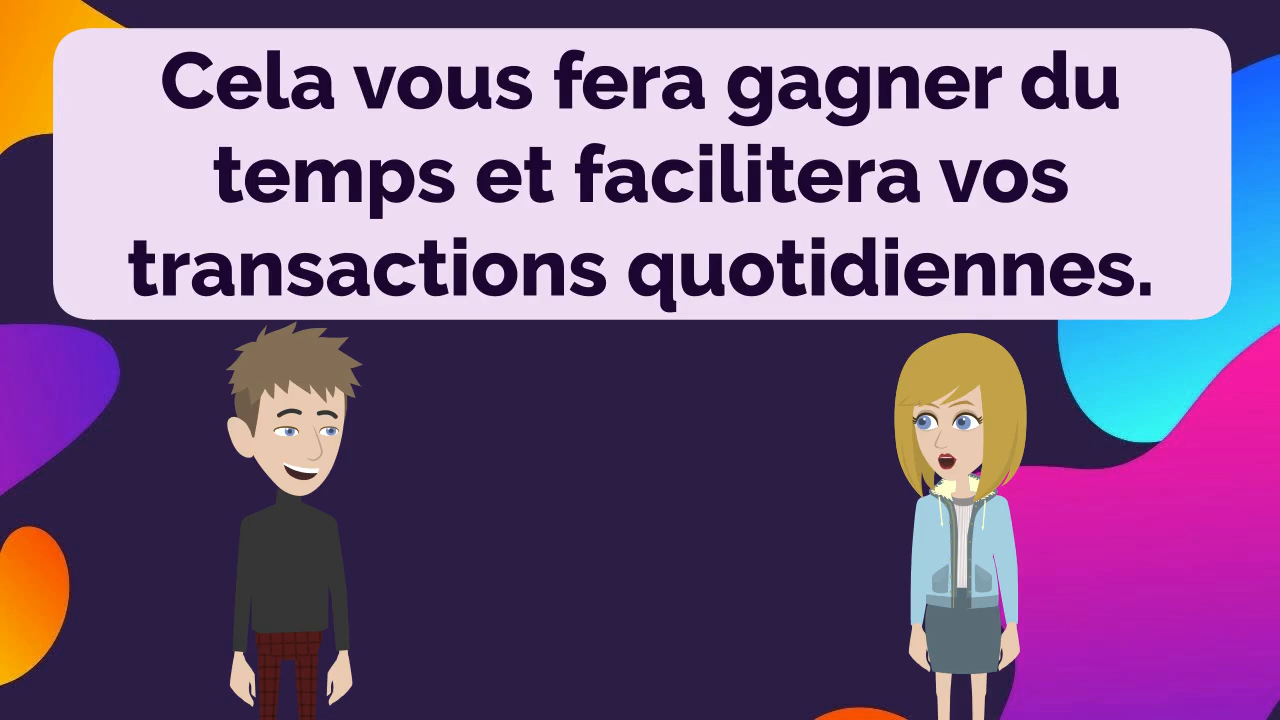 Cela vous fera gagner du
temps et facilitera vos
transactions quotidiennes.